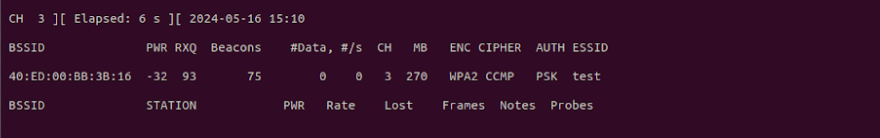 CH 3 ][ Elapsed: 6 s ][ 2024-05-16 15:10
BSSID PWR RXQ Beacons #Data, #/s CH MB ENC CIPHER AUTH ESSID
40:ED:00:BB:3B:16 -32 93 75 0 0 3 270 WPA2 CCMP PSK test
BSSID STATION PWR Rate Lost Frames Notes Probes